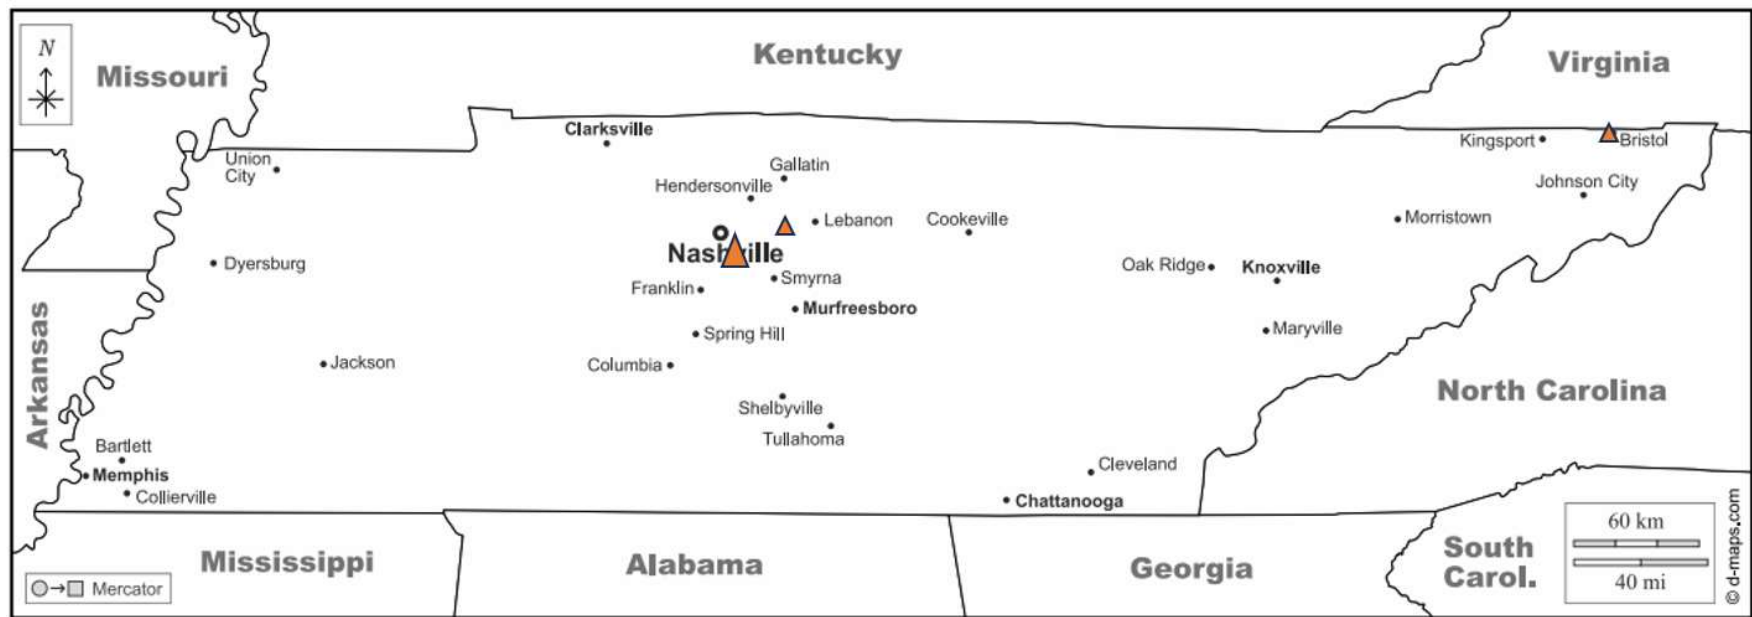 N
Missouri
Kentucky
Virginia
Clarksville
Kingsport
Bristol
Union
City
Gallatin
Hendersonville
Johnson City
Lebanon
Cookeville
Morristown
Nashville
Dyersburg
Smyrna
Oak Ridge
Knoxville
Franklin
Murfreesboro
Spring Hill
Maryville
Arkansas
Jackson
Columbia
North Carolina
Shelbyville
Tullahoma
Bartlett
Memphis
Collierville
Cleveland
Chattanooga
Mississippi
Alabama
Georgia
South
Carol.
60 km
40 mi
Mercator
© d-maps.com